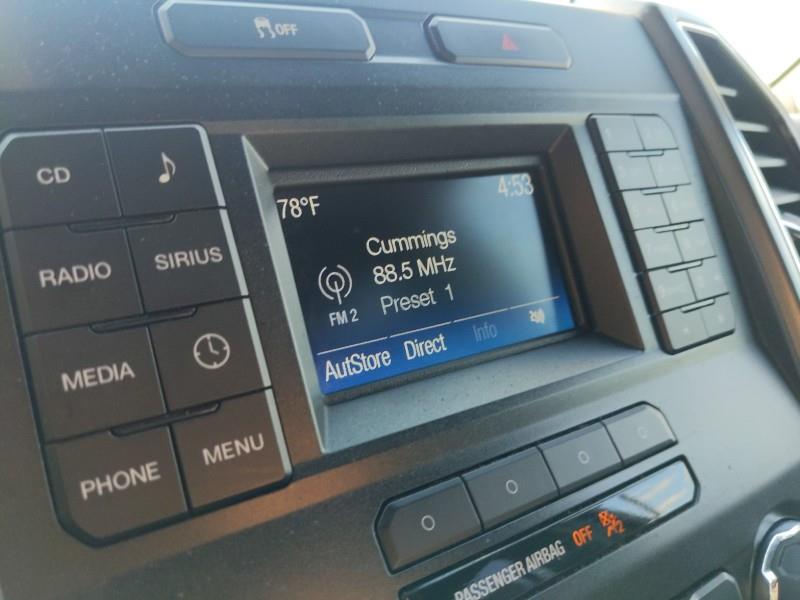 OFF
CD
RADIO
SIRIUS
MEDIA
PHONE
MENU
78°F
4:53
Cummings
88.5 MHz
Preset 1
FM 2
AutStore Direct Info
PASSENGER AIRBAG OFF